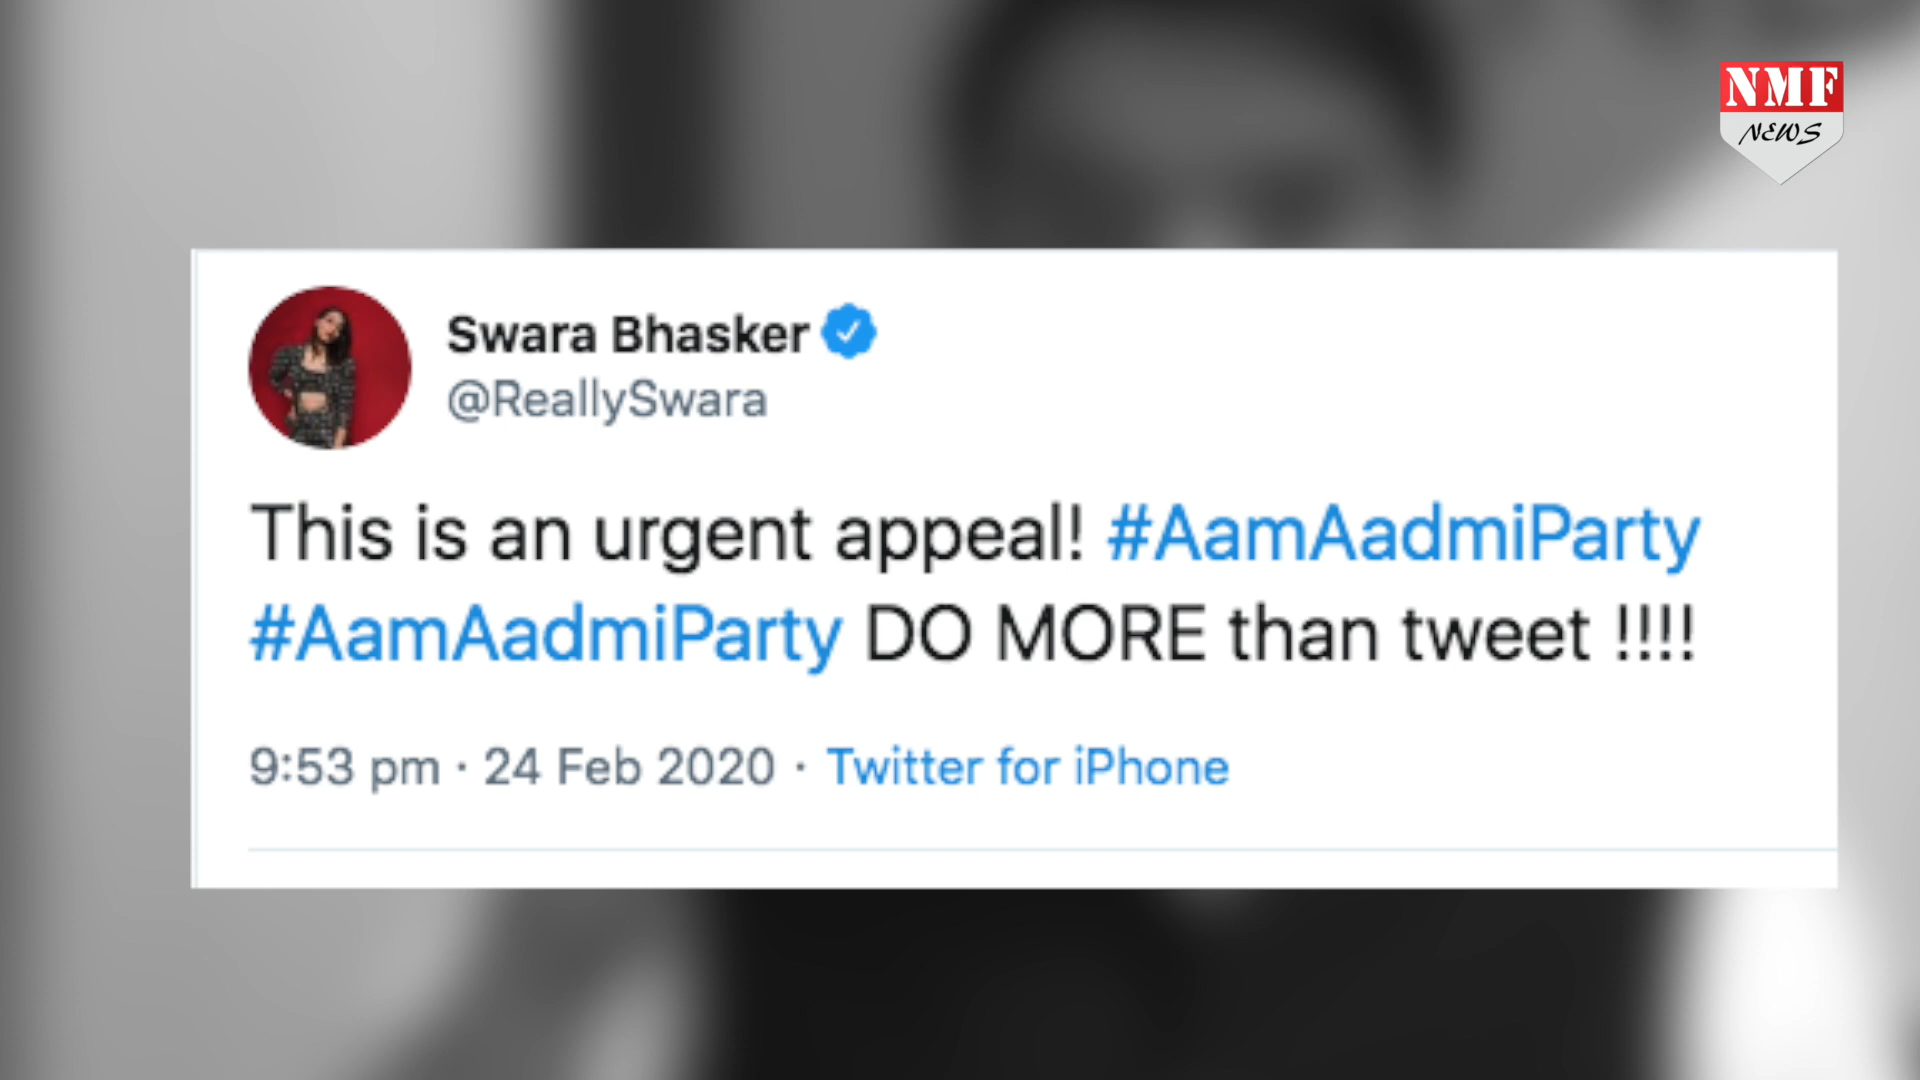 NMF
NEWS
Swara Bhasker
@ReallySwara
This is an urgent appeal! #AamAadmiParty
#AamAadmiParty DO MORE than tweet !!!!
9:53 pm · 24 Feb 2020 · Twitter for iPhone